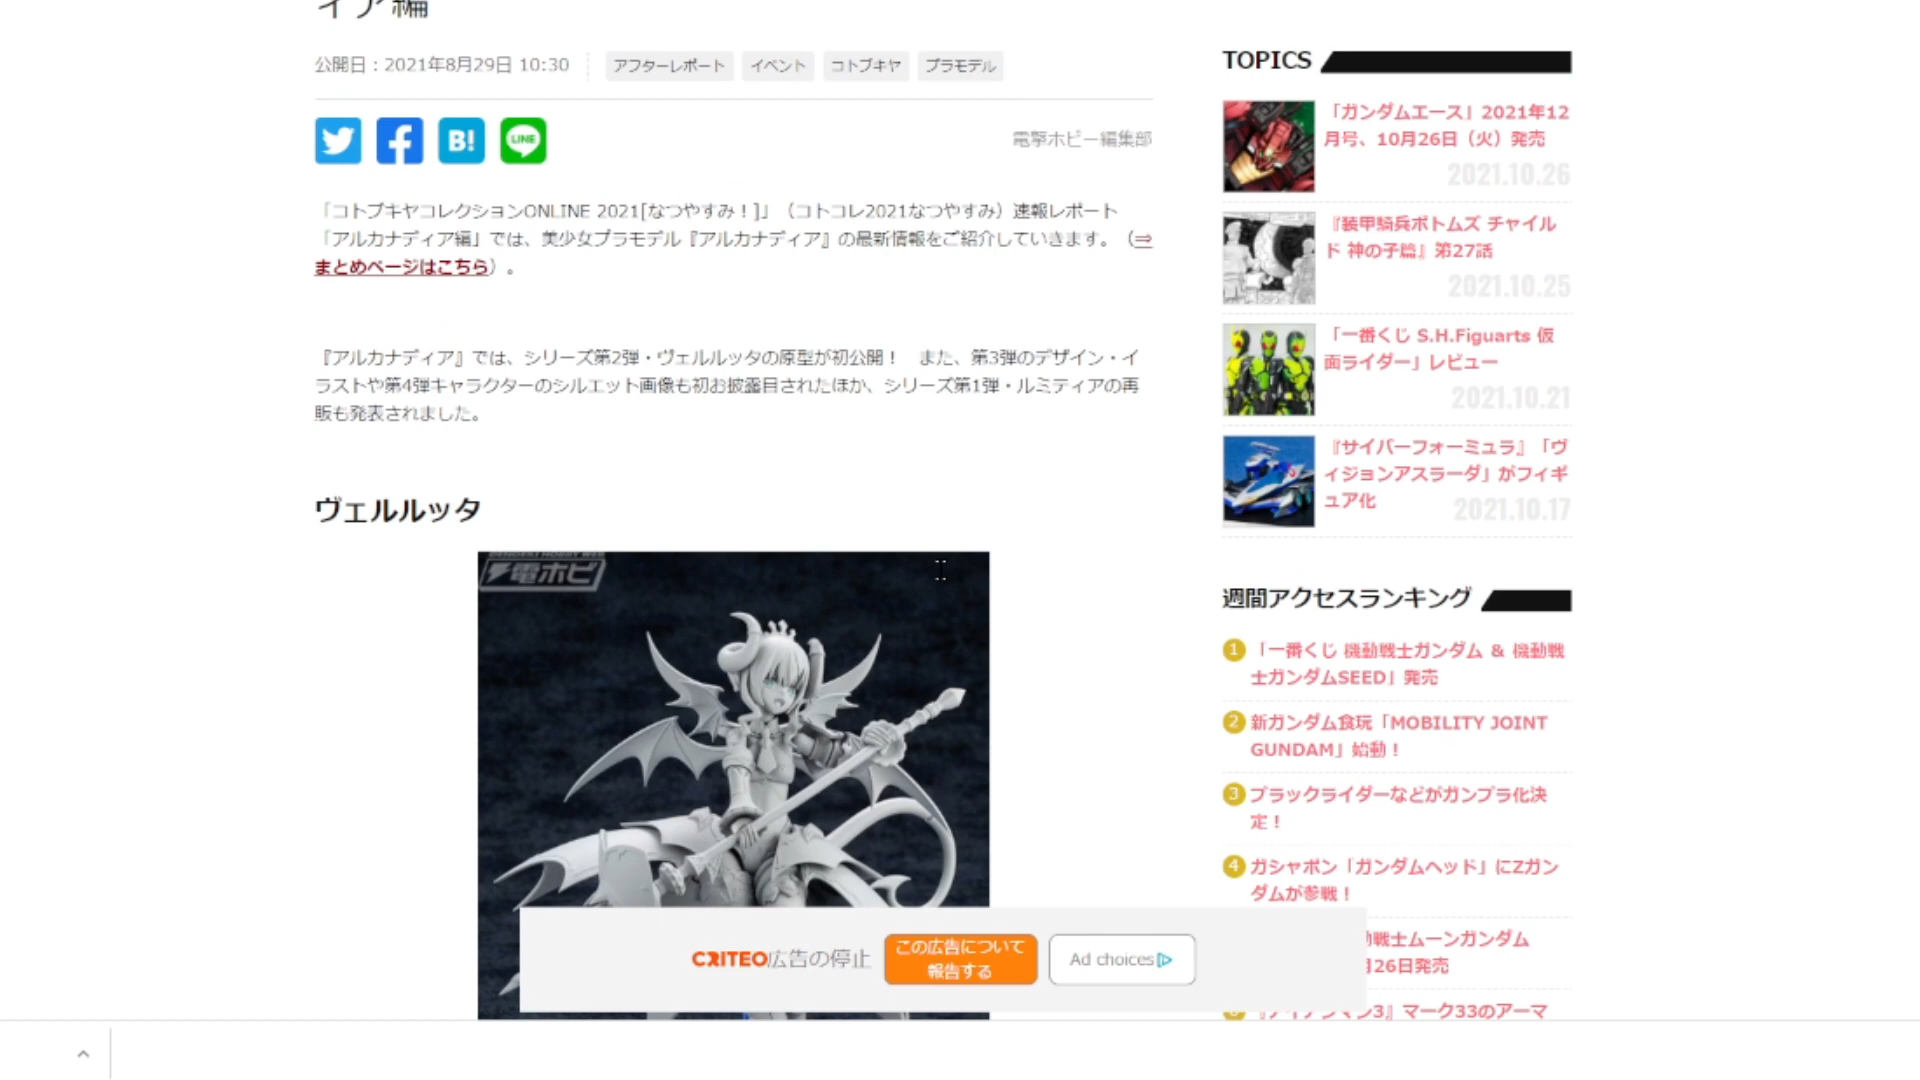 ィア編
公開日：2021年8月29日 10:30
アフターレポート
イベント
コトブキヤ
プラモデル
B!
LINE
電撃ホビー編集部
「コトブキヤコレクションONLINE 2021[なつやすみ！]」（コトコレ2021なつやすみ）速報レポート
「アルカナディア編」では、美少女プラモデル『アルカナディア』の最新情報をご紹介していきます。（⇒
まとめページはこちら）。
『アルカナディア』では、シリーズ第2弾・ヴェルルッタの原型が初公開！　また、第3弾のデザイン・イ
ラストや第4弾キャラクターのシルエット画像も初お披露目されたほか、シリーズ第1弾・ルミティアの再
販も発表されました。
ヴェルルッタ
DENGEKI HOBBY WEB
電ホビ
CRITEO広告の停止
この広告について
報告する
Ad choices
TOPICS
「ガンダムエース」2021年12
月号、10月26日（火）発売
2021.10.26
『装甲騎兵ボトムズ チャイル
ド 神の子篇』第27話
2021.10.25
「一番くじ S.H.Figuarts 仮
面ライダー」レビュー
2021.10.21
『サイバーフォーミュラ』「ヴ
ィジョンアスラーダ」がフィギ
ュア化
2021.10.17
週間アクセスランキング
1 「一番くじ 機動戦士ガンダム ＆ 機動戦
士ガンダムSEED」発売
2 新ガンダム食玩「MOBILITY JOINT
GUNDAM」始動！
3 ブラックライダーなどがガンプラ化決
定！
4 ガシャポン「ガンダムヘッド」にZガン
ダムが参戦！
戦士ムーンガンダム
26日発売
『アイアンマン3』マーク33のアーマ